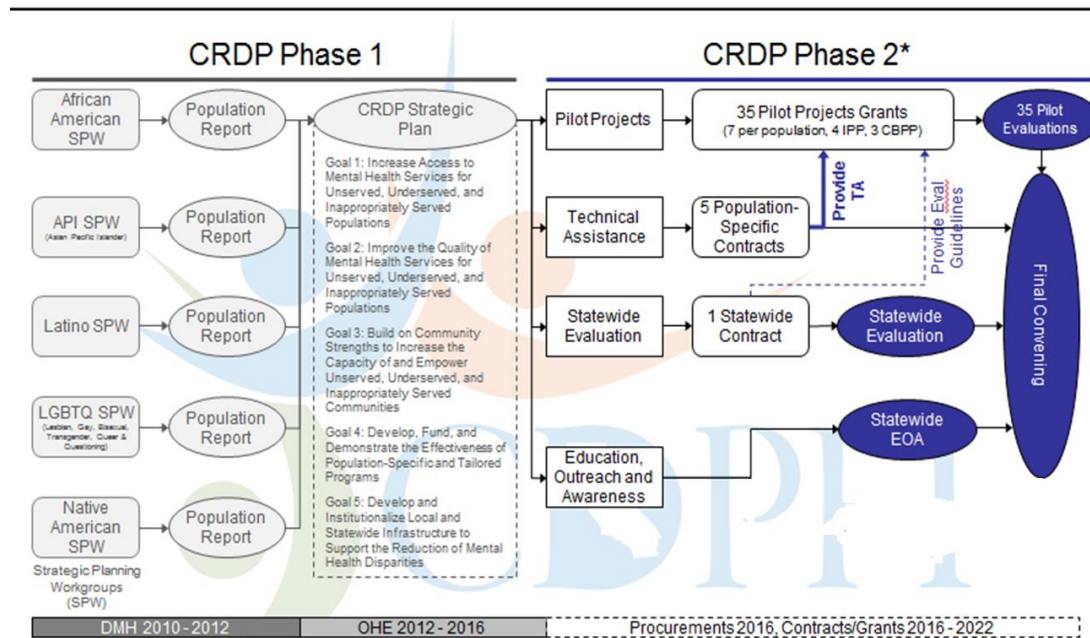 CRDP Phase 1
CRDP Phase 2*
African
American
SPW
Population
Report
API SPW
(Asian Pacific Islander)
Population
Report
Latino SPW
Population
Report
LGBTQ SPW
(Lesbian, Gay, Bisexual,
Transgender, Queer &
Questioning)
Population
Report
Native
American
SPW
Population
Report
Strategic Planning
Workgroups
(SPW)
CRDP Strategic
Plan
Goal 1: Increase Access to
Mental Health Services for
Unserved, Underserved, and
Inappropriately Served
Populations
Goal 2: Improve the Quality of
Mental Health Services for
Unserved, Underserved, and
Inappropriately Served
Populations
Goal 3: Build on Community
Strengths to Increase the
Capacity of and Empower
Unserved, Underserved, and
Inappropriately Served
Communities
Goal 4: Develop, Fund, and
Demonstrate the Effectiveness of
Population-Specific and Tailored
Programs
Goal 5: Develop and
Institutionalize Local and
Statewide Infrastructure to
Support the Reduction of Mental
Health Disparities
Pilot Projects
35 Pilot Projects Grants
(7 per population, 4 IPP, 3 CBPP)
35 Pilot
Evaluations
Technical
Assistance
5 Population-
Specific
Contracts
Provide
TA
Provide Eval
Guidelines
Statewide
Evaluation
1 Statewide
Contract
Statewide
Evaluation
Education,
Outreach and
Awareness
Statewide
EOA
Final Convening
CDPH
DMH 2010 - 2012
OHE 2012 - 2016
Procurements 2016, Contracts/Grants 2016 - 2022